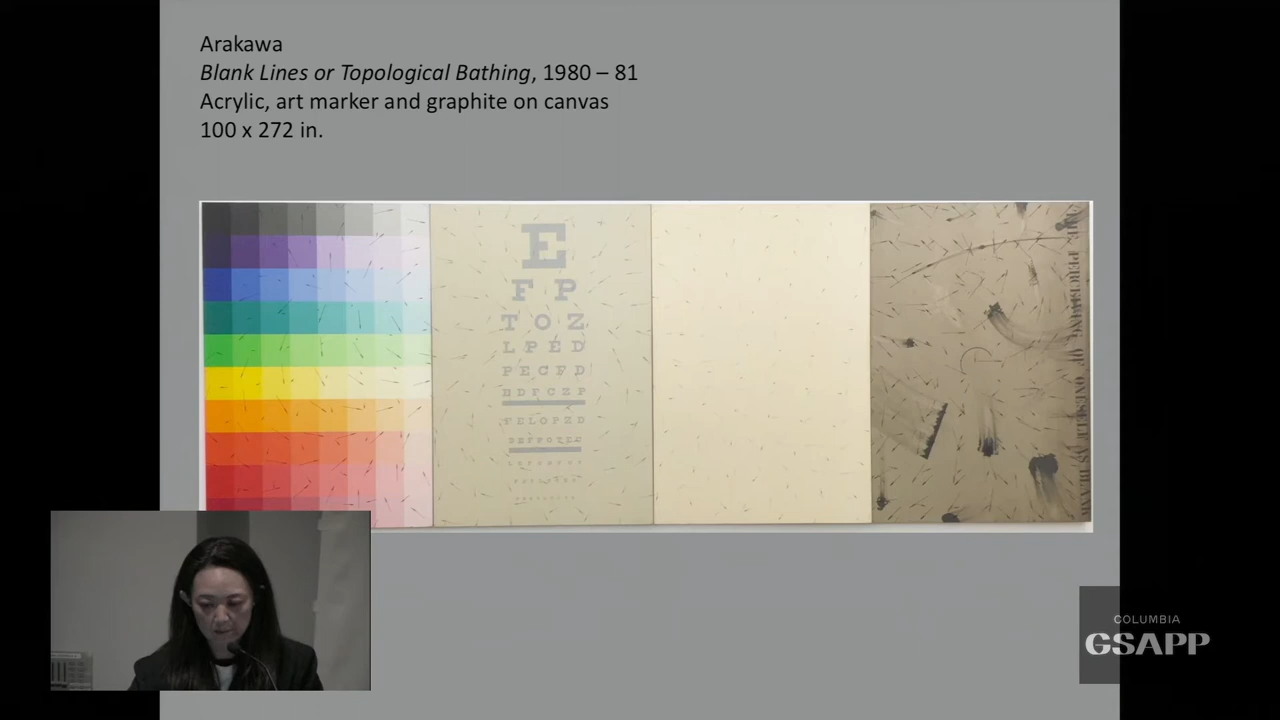 Arakawa
Blank Lines or Topological Bathing, 1980 – 81
Acrylic, art marker and graphite on canvas
100 x 272 in.
E
F P
T O Z
L P E D
P E C F D
E D F C Z P
F E L O P Z D
COLUMBIA
GSAPP